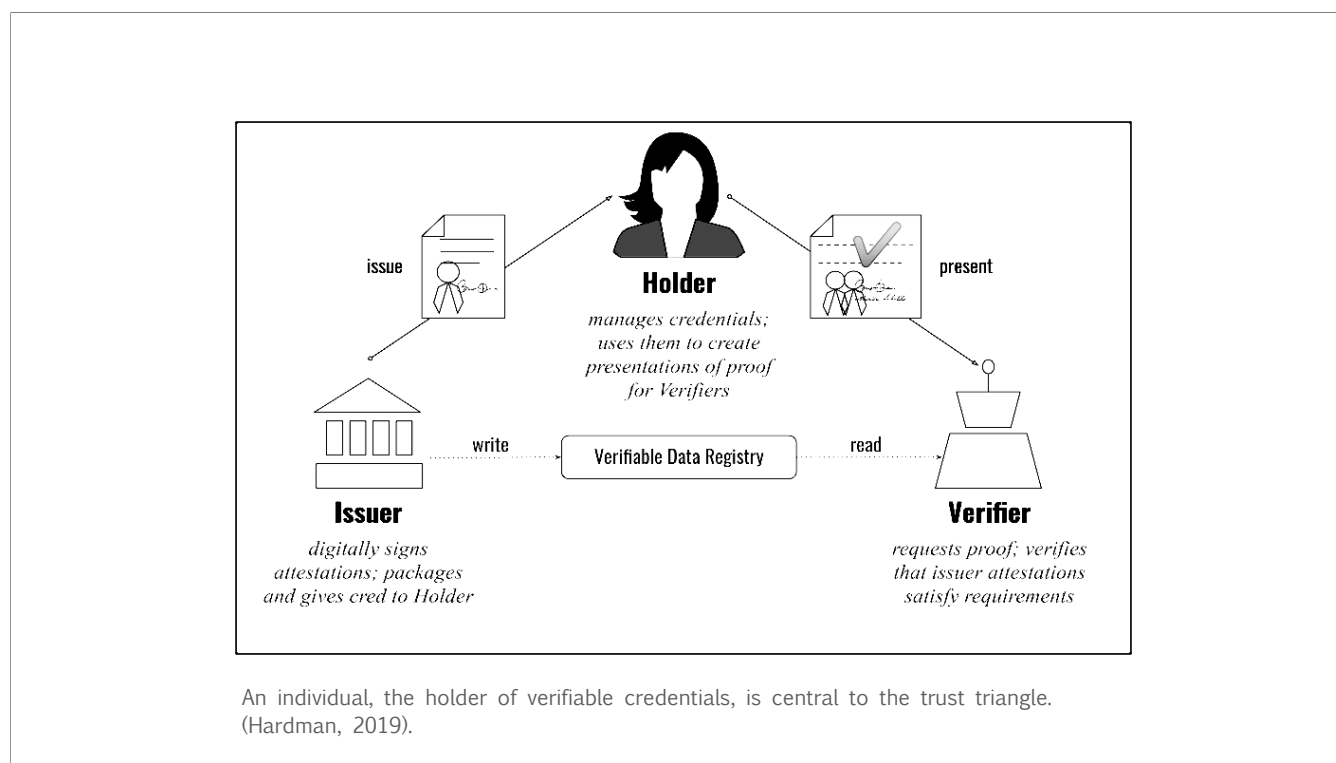 issue
present
Holder
manages credentials;
uses them to create
presentations of proof
for Verifiers
write
Verifiable Data Registry
read
Issuer
digitally signs
attestations; packages
and gives cred to Holder
Verifier
requests proof; verifies
that issuer attestations
satisfy requirements
An individual, the holder of verifiable credentials, is central to the trust triangle.
(Hardman, 2019).